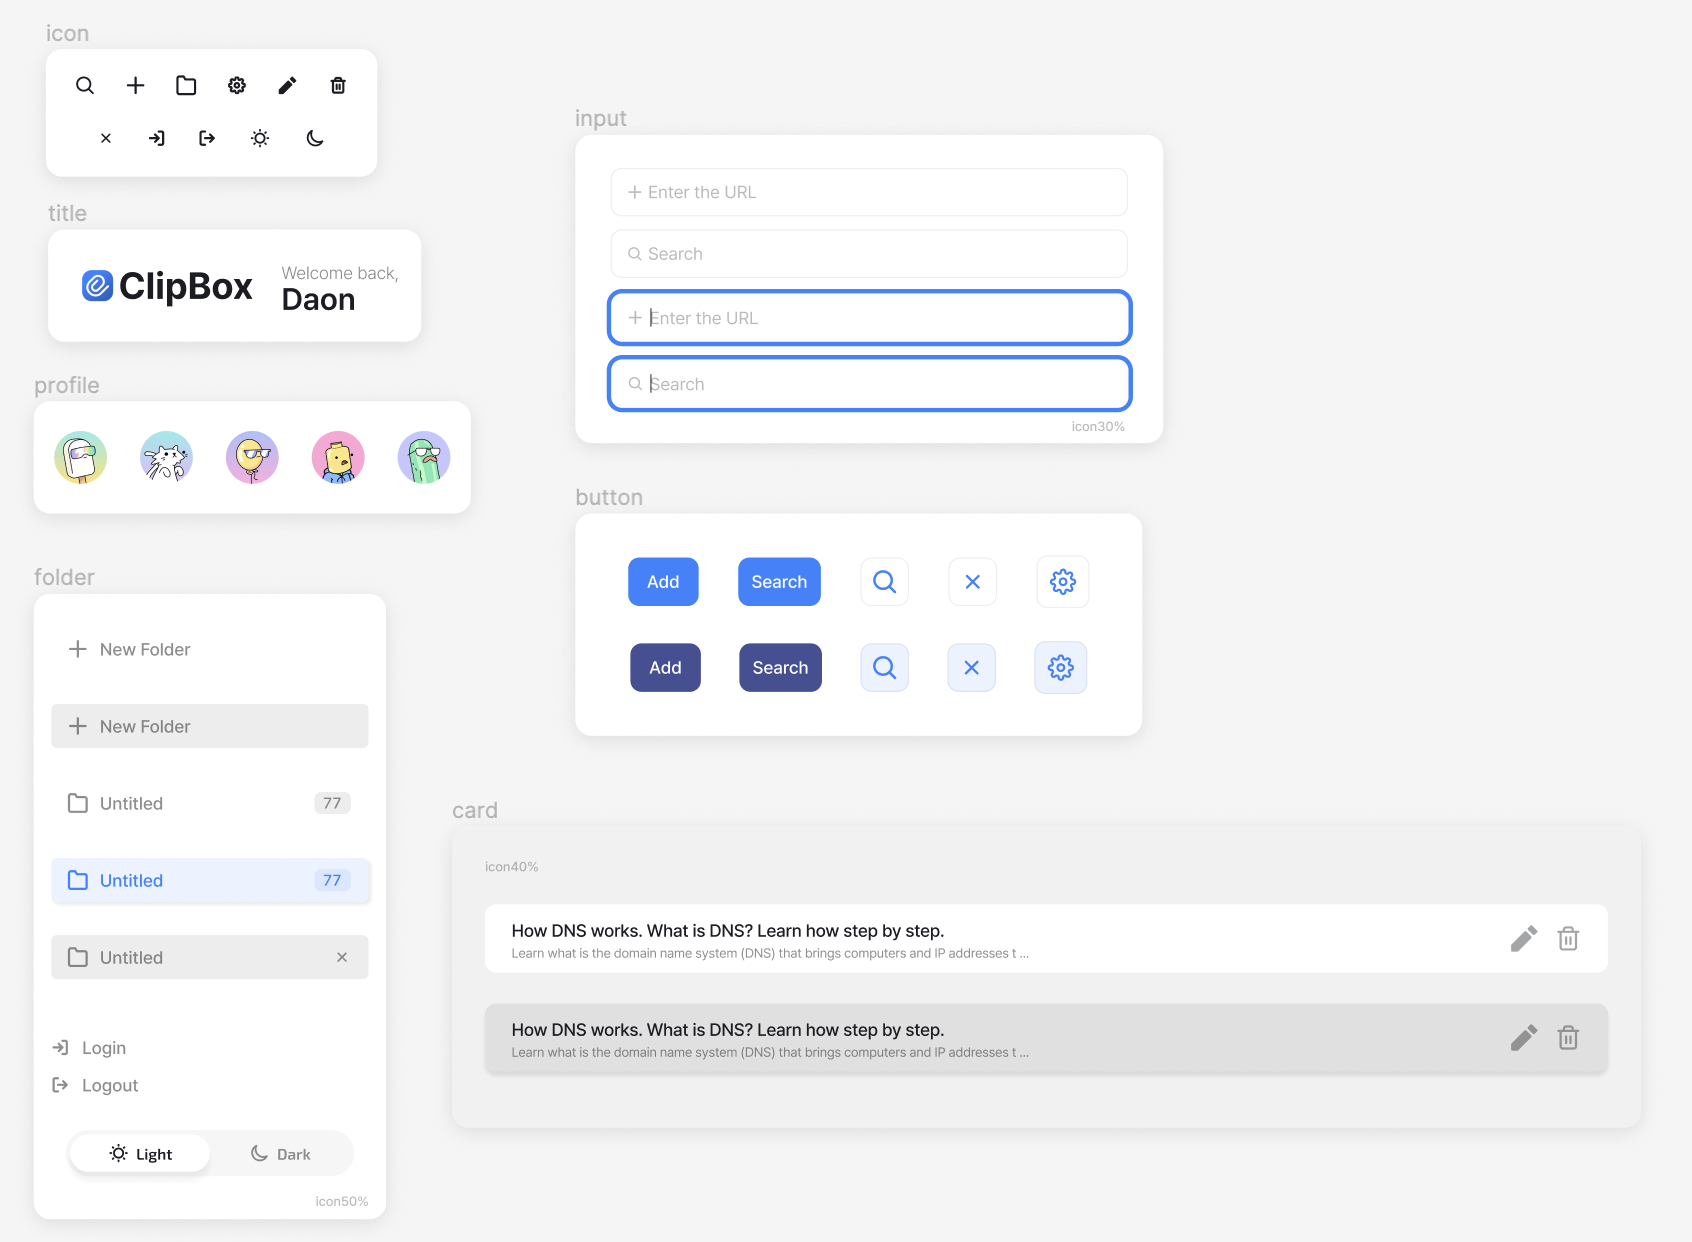 icon
title
ClipBox
Welcome back,
Daon
profile
folder
New Folder
New Folder
Untitled 77
Untitled 77
Untitled
Login
Logout
Light Dark
icon50%
input
Enter the URL
Search
Enter the URL
Search
icon30%
button
Add Search
Add Search
card
icon40%
How DNS works. What is DNS? Learn how step by step.
Learn what is the domain name system (DNS) that brings computers and IP addresses t ...
How DNS works. What is DNS? Learn how step by step.
Learn what is the domain name system (DNS) that brings computers and IP addresses t ...